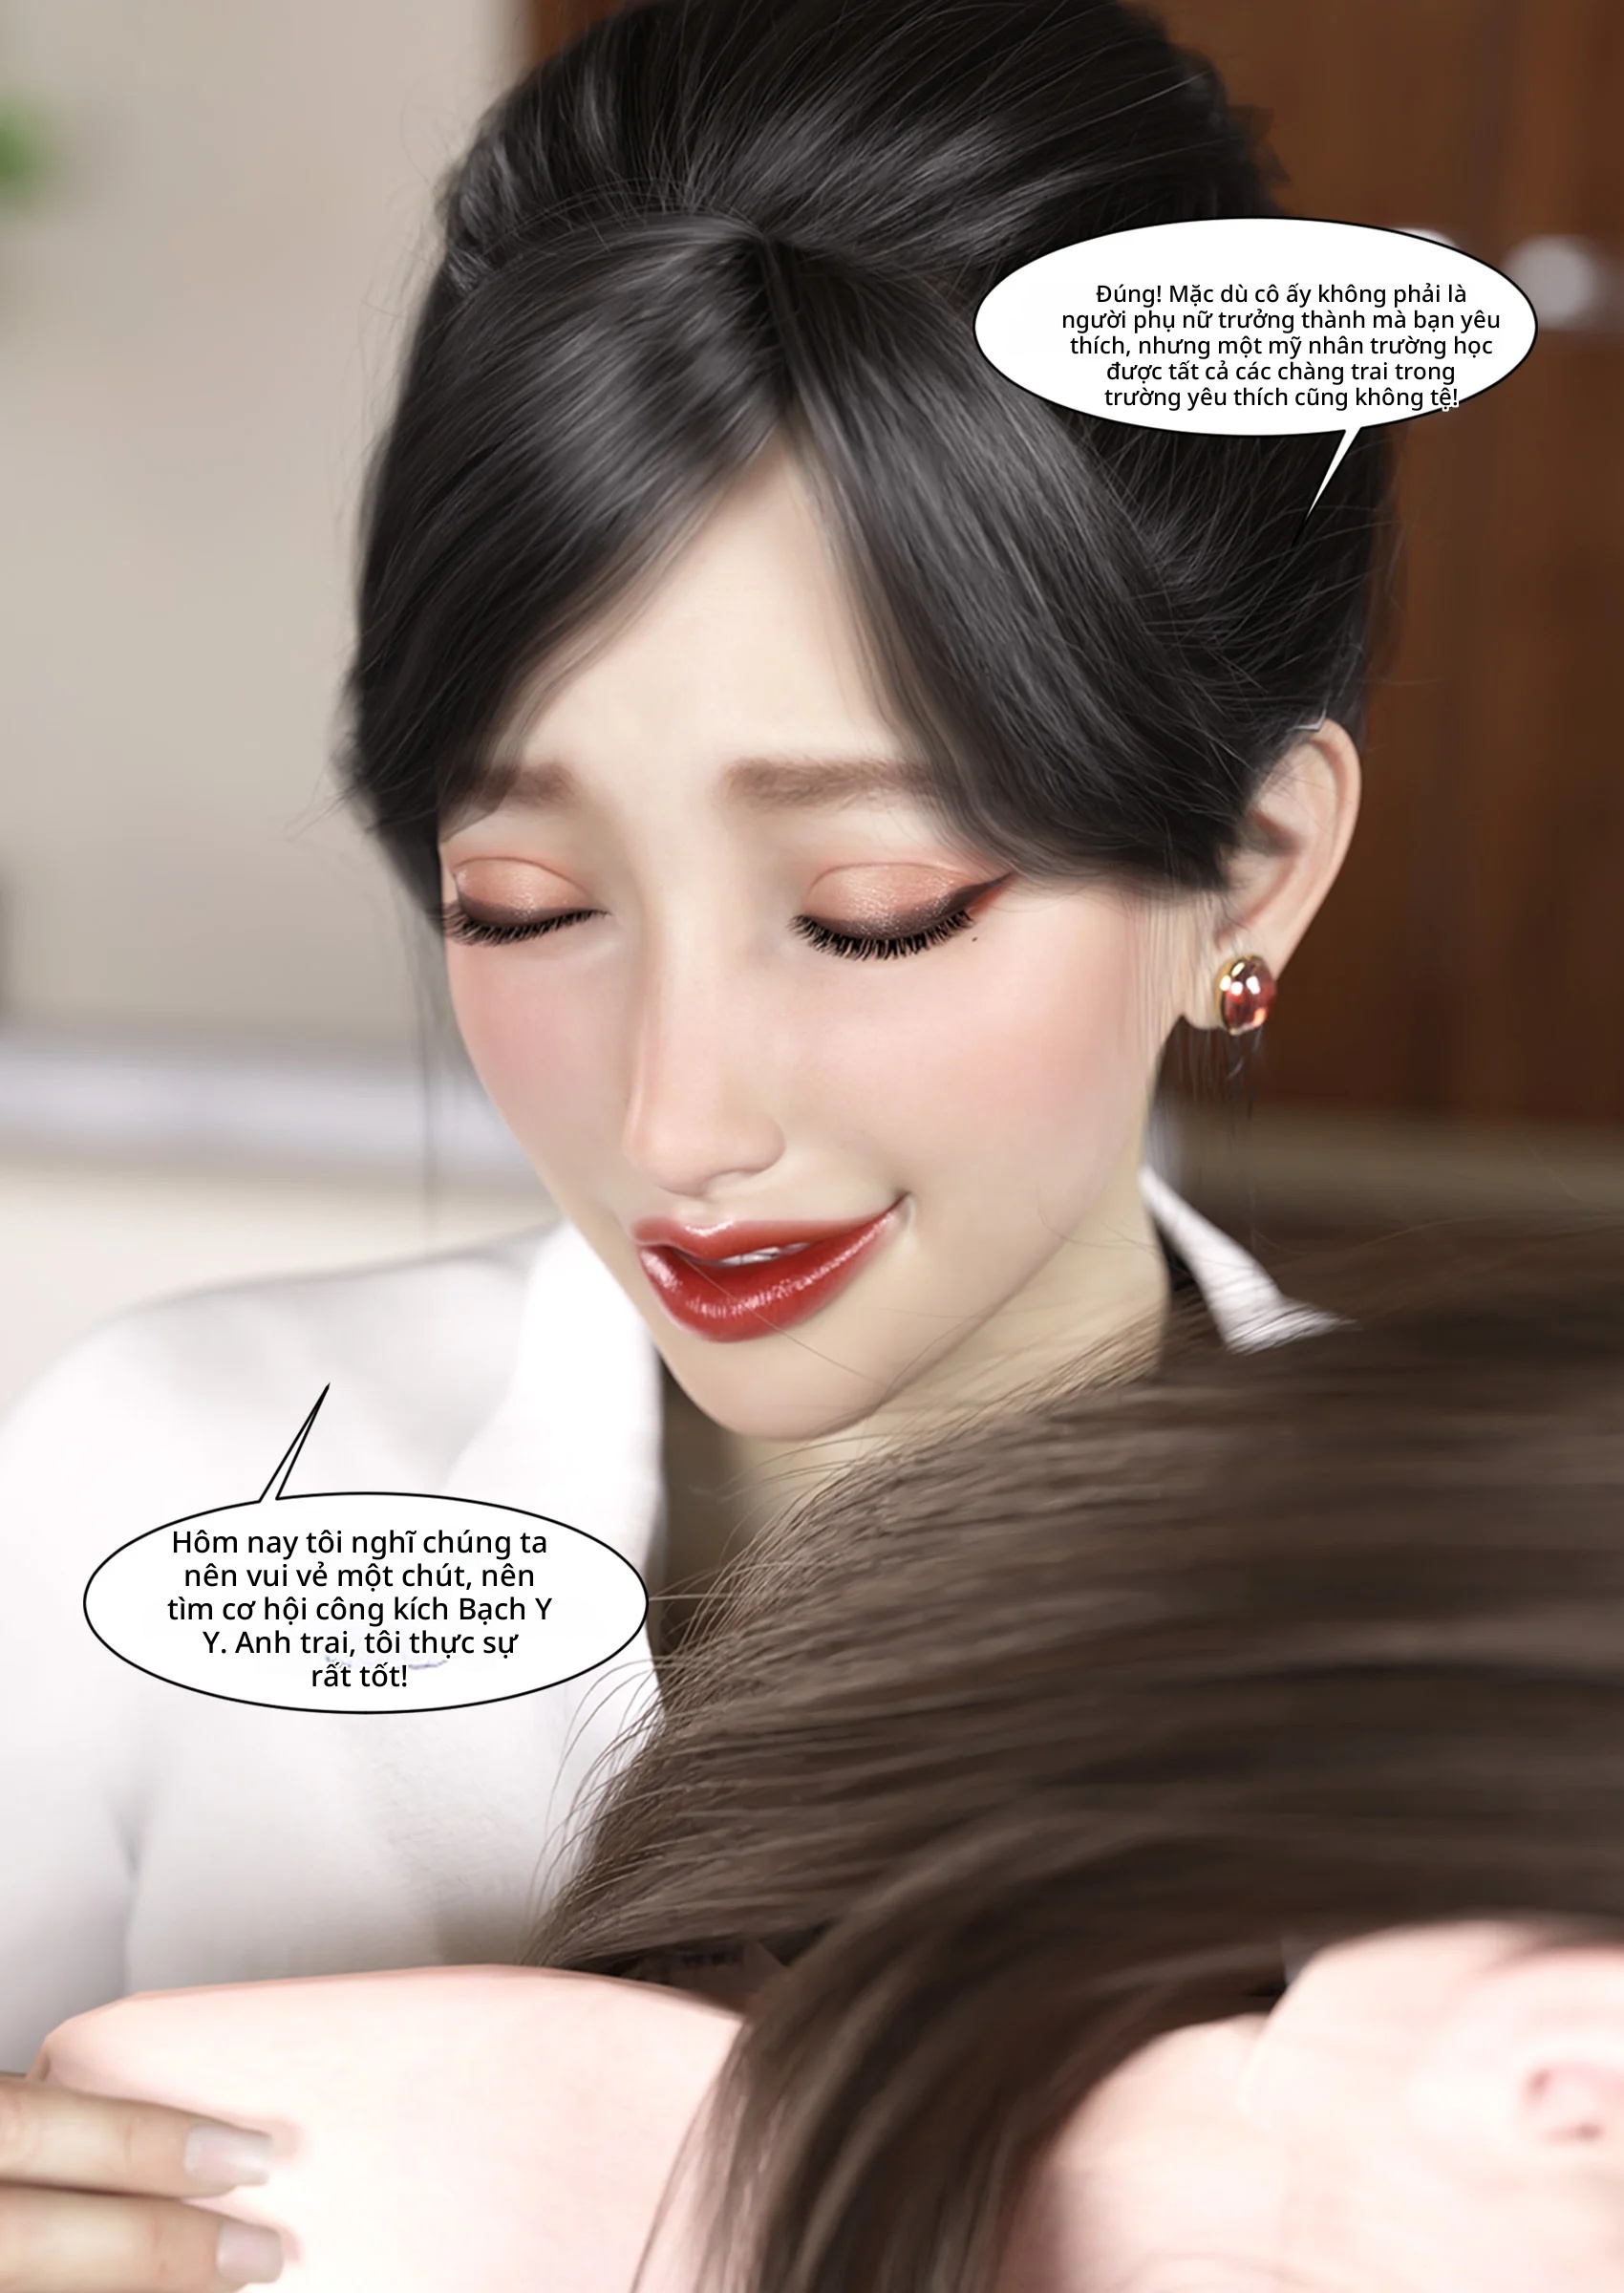 Đúng! Mặc dù cô ấy không phải là
người phụ nữ trưởng thành mà bạn yêu
thích, nhưng một mỹ nhân trường học
được tất cả các chàng trai trong
trường yêu thích cũng không tệ!
Hôm nay tôi nghĩ chúng ta
nên vui vẻ một chút, nên
tìm cơ hội công kích Bạch Y
Y. Anh trai, tôi thực sự
rất tốt!